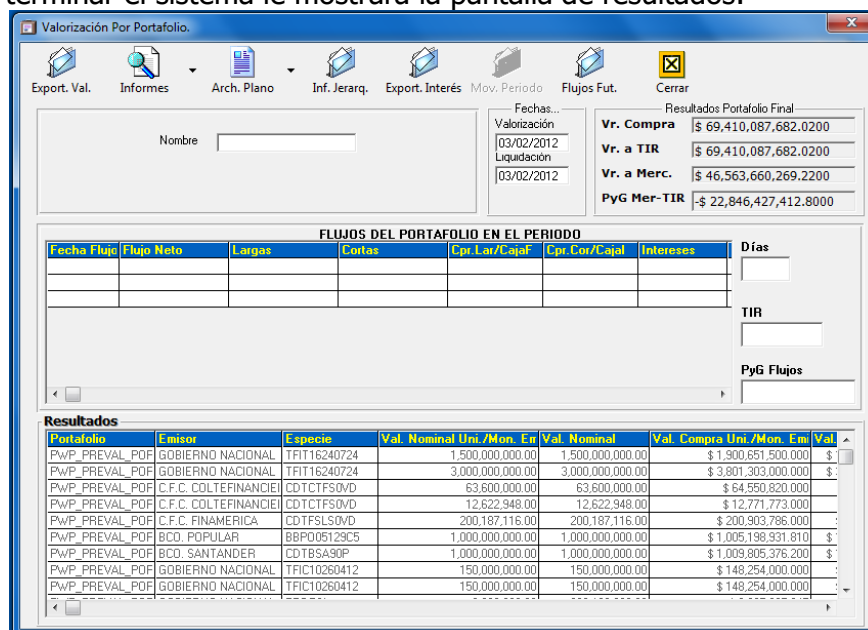 terminar el sistema le mostrará la pantalla de resultados.
Valorización Por Portafolio.
Export. Val. Informes Arch. Plano Inf. Jerarq. Export. Interés Mov. Periodo Flujos Fut. Cerrar
Nombre
Fechas...
Valorización
03/02/2012
Liquidación
03/02/2012
Resultados Portafolio Final
Vr. Compra $ 69,410,087,682.0200
Vr. a TIR $ 69,410,087,682.0200
Vr. a Merc. $ 46,563,660,269.2200
PyG Mer-TIR -$ 22,846,427,412.8000
FLUJOS DEL PORTAFOLIO EN EL PERIODO
Fecha Flujo Flujo Neto Largas Cortas Cpr.Lar/CajaF Cpr.Cor/CajaI Intereses
Días
TIR
PyG Flujos
Resultados
Portafolio Emisor Especie Val. Nominal Uni./Mon. Em Val. Nominal Val. Compra Uni./Mon. Emi Val.
PWP_PREVAL_POF GOBIERNO NACIONAL TFIT16240724 1,500,000,000.00 1,500,000,000.00 $ 1,900,651,500.000 $
PWP_PREVAL_POF GOBIERNO NACIONAL TFIT16240724 3,000,000,000.00 3,000,000,000.00 $ 3,801,303,000.000 $
PWP_PREVAL_POF C.F.C. COLTEFINANCIEI CDTCTFS0VD 63,600,000.00 63,600,000.00 $ 64,550,820.000
PWP_PREVAL_POF C.F.C. COLTEFINANCIEI CDTCTFS0VD 12,622,948.00 12,622,948.00 $ 12,771,773.000
PWP_PREVAL_POF C.F.C. FINAMERICA CDTFSLS0VD 200,187,116.00 200,187,116.00 $ 200,903,786.000
PWP_PREVAL_POF BCO. POPULAR BBPO05129C5 1,000,000,000.00 1,000,000,000.00 $ 1,005,198,931.810 $
PWP_PREVAL_POF BCO. SANTANDER CDTBSA90P 1,000,000,000.00 1,000,000,000.00 $ 1,009,805,376.200 $
PWP_PREVAL_POF GOBIERNO NACIONAL TFIC10260412 150,000,000.00 150,000,000.00 $ 148,254,000.000
PWP_PREVAL_POF GOBIERNO NACIONAL TFIC10260412 150,000,000.00 150,000,000.00 $ 148,254,000.000